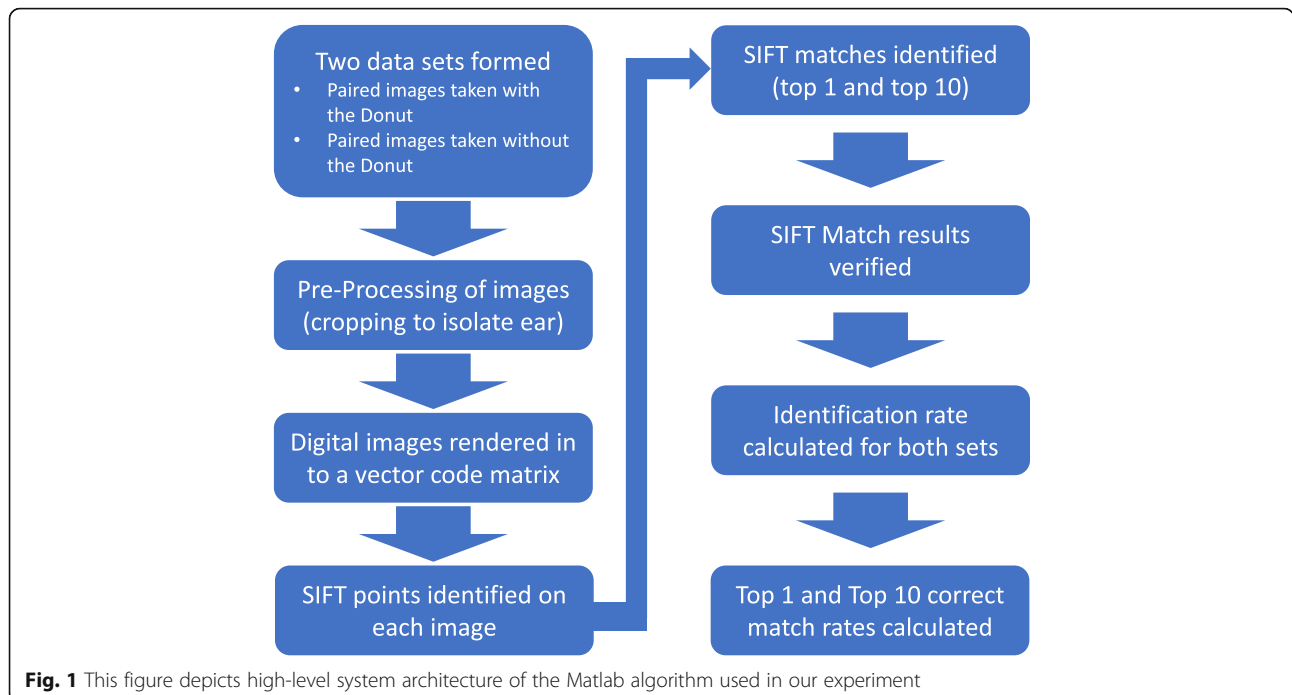 Two data sets formed
• Paired images taken with
the Donut
• Paired images taken without
the Donut
Pre-Processing of images
(cropping to isolate ear)
Digital images rendered in
to a vector code matrix
SIFT points identified on
each image
SIFT matches identified
(top 1 and top 10)
SIFT Match results
verified
Identification rate
calculated for both sets
Top 1 and Top 10 correct
match rates calculated
Fig. 1 This figure depicts high-level system architecture of the Matlab algorithm used in our experiment